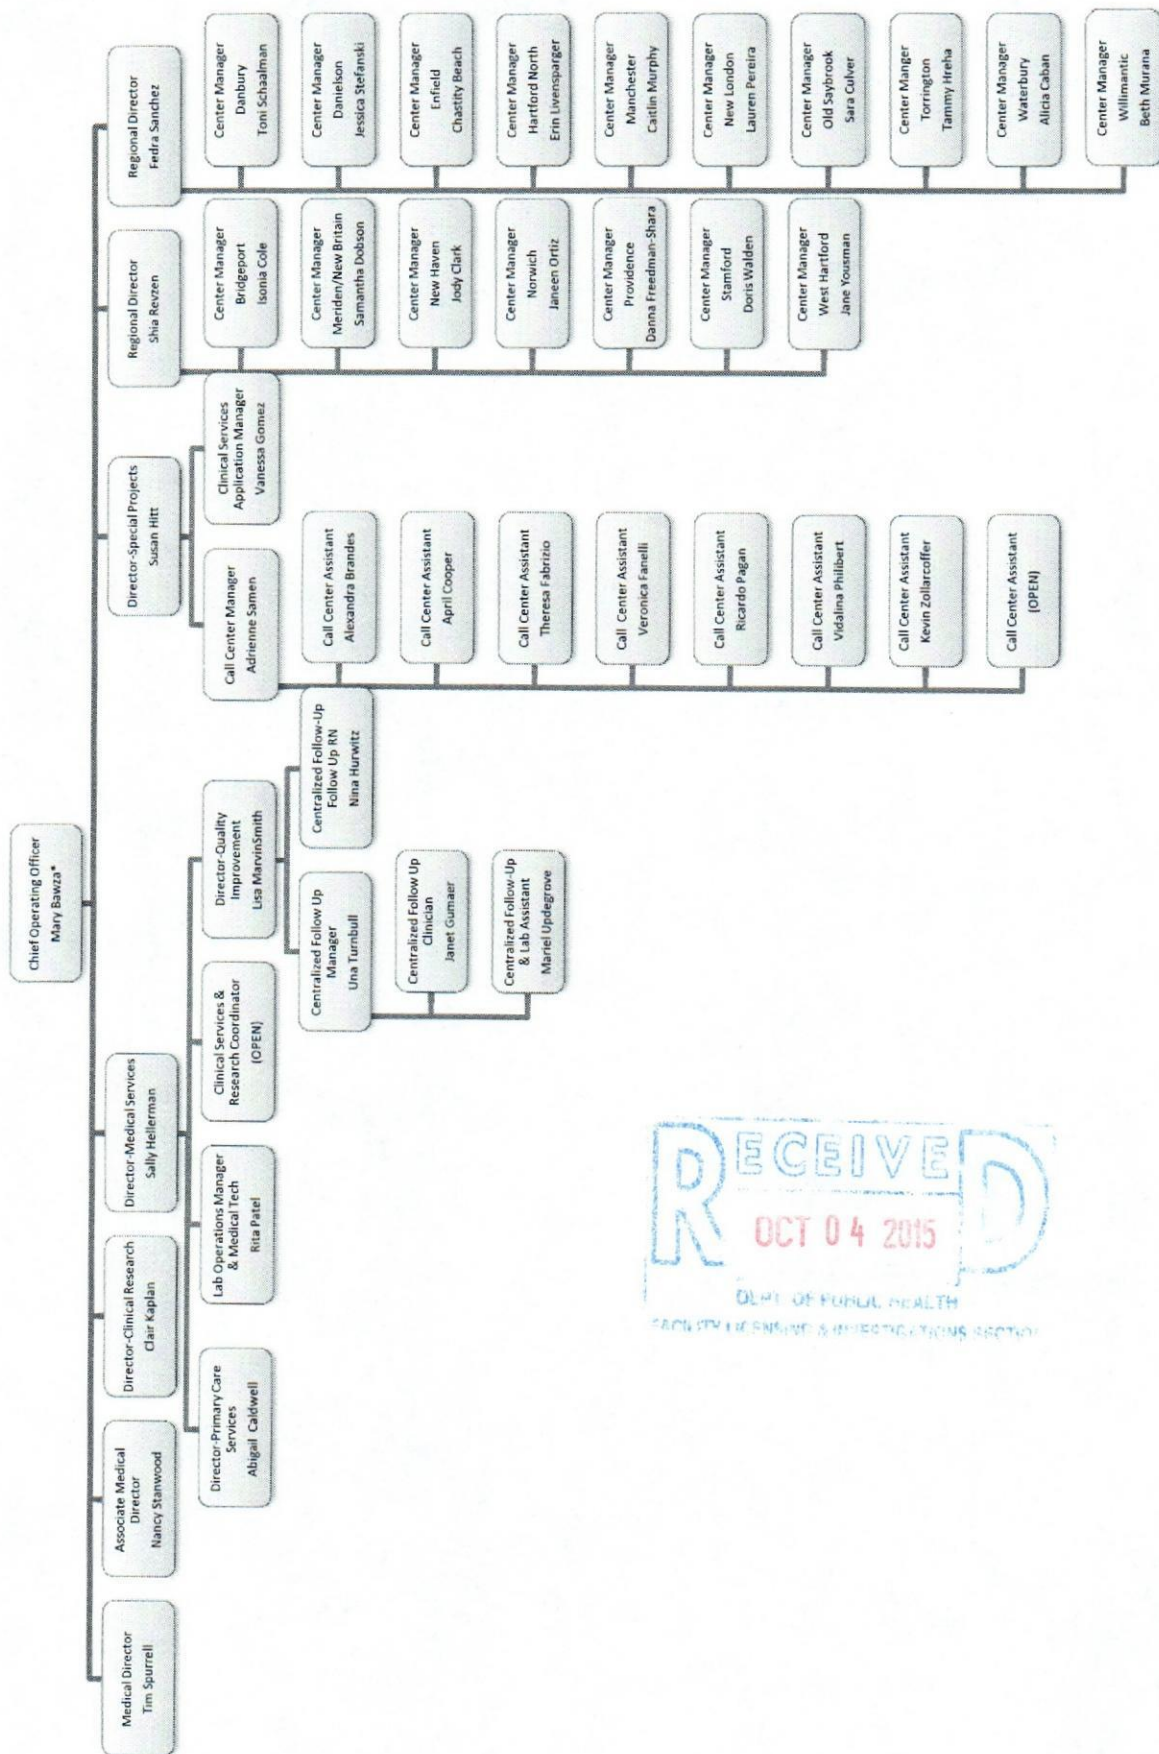 Chief Operating Officer
Mary Bawza*
Medical Director
Tim Spurrell
Associate Medical
Director
Nancy Stanwood
Director-Clinical Research
Clair Kaplan
Director-Medical Services
Sally Hellerman
Director-Special Projects
Susan Hitt
Regional Director
Shia Revzen
Regional Director
Fedra Sanchez
Director-Primary Care
Services
Abigail Caldwell
Lab Operations Manager
& Medical Tech
Rita Patel
Clinical Services &
Research Coordinator
(OPEN)
Director-Quality
Improvement
Lisa MarvinSmith
Centralized Follow Up
Manager
Una Turnbull
Centralized Follow-Up
Follow Up RN
Nina Hurwitz
Centralized Follow Up
Clinician
Janet Gumaer
Centralized Follow-Up
& Lab Assistant
Mariel Updegrove
Call Center Manager
Adrienne Samen
Clinical Services
Application Manager
Vanessa Gomez
Call Center Assistant
Alexandra Brandes
Call Center Assistant
April Cooper
Call Center Assistant
Theresa Fabrizio
Call Center Assistant
Veronica Fanelli
Call Center Assistant
Ricardo Pagan
Call Center Assistant
Vidalina Philibert
Call Center Assistant
Kevin Zollarcoffer
Call Center Assistant
(OPEN)
Center Manager
Bridgeport
Isonia Cole
Center Manager
Meriden/New Britain
Samantha Dobson
Center Manager
New Haven
Jody Clark
Center Manager
Norwich
Janeen Ortiz
Center Manager
Providence
Danna Freedman-Shara
Center Manager
Stamford
Doris Walden
Center Manager
West Hartford
Jane Yousman
Center Manager
Danbury
Toni Schaalman
Center Manager
Danielson
Jessica Stefanski
Center Manager
Enfield
Chastity Beach
Center Manager
Hartford North
Erin Livensparger
Center Manager
Manchester
Caitlin Murphy
Center Manager
New London
Lauren Pereira
Center Manager
Old Saybrook
Sara Culver
Center Manger
Torrington
Tammy Hreha
Center Manager
Waterbury
Alicia Caban
Center Manager
Willimantic
Beth Murana
RECEIVED
OCT 04 2015
DEPT OF PUBLIC HEALTH
FACILITY LICENSING & INVESTIGATIONS SECTION